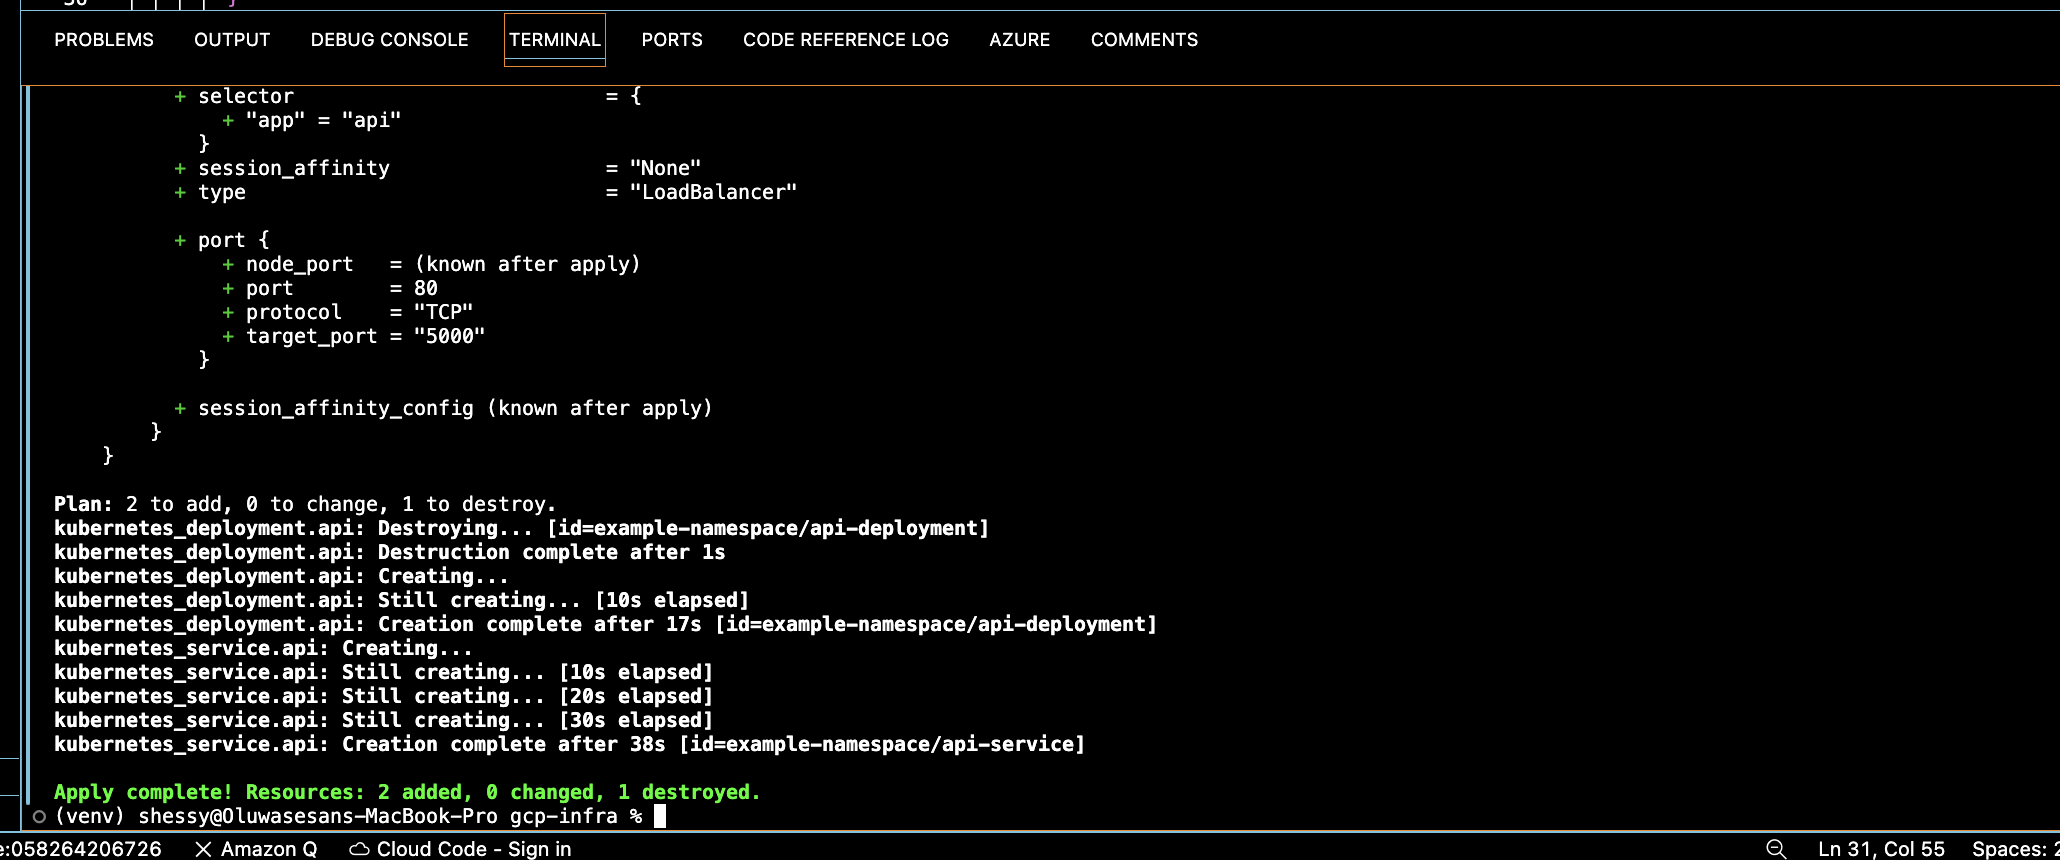 }
PROBLEMS OUTPUT DEBUG CONSOLE TERMINAL PORTS CODE REFERENCE LOG AZURE COMMENTS
+ selector = {
+ "app" = "api"
}
+ session_affinity = "None"
+ type = "LoadBalancer"
+ port {
+ node_port = (known after apply)
+ port = 80
+ protocol = "TCP"
+ target_port = "5000"
}
+ session_affinity_config (known after apply)
}
}
Plan: 2 to add, 0 to change, 1 to destroy.
kubernetes_deployment.api: Destroying... [id=example-namespace/api-deployment]
kubernetes_deployment.api: Destruction complete after 1s
kubernetes_deployment.api: Creating...
kubernetes_deployment.api: Still creating... [10s elapsed]
kubernetes_deployment.api: Creation complete after 17s [id=example-namespace/api-deployment]
kubernetes_service.api: Creating...
kubernetes_service.api: Still creating... [10s elapsed]
kubernetes_service.api: Still creating... [20s elapsed]
kubernetes_service.api: Still creating... [30s elapsed]
kubernetes_service.api: Creation complete after 38s [id=example-namespace/api-service]
Apply complete! Resources: 2 added, 0 changed, 1 destroyed.
(venv) shessy@Oluwasesans-MacBook-Pro gcp-infra %
e:058264206726 Amazon Q Cloud Code - Sign in Ln 31, Col 55 Spaces: 2